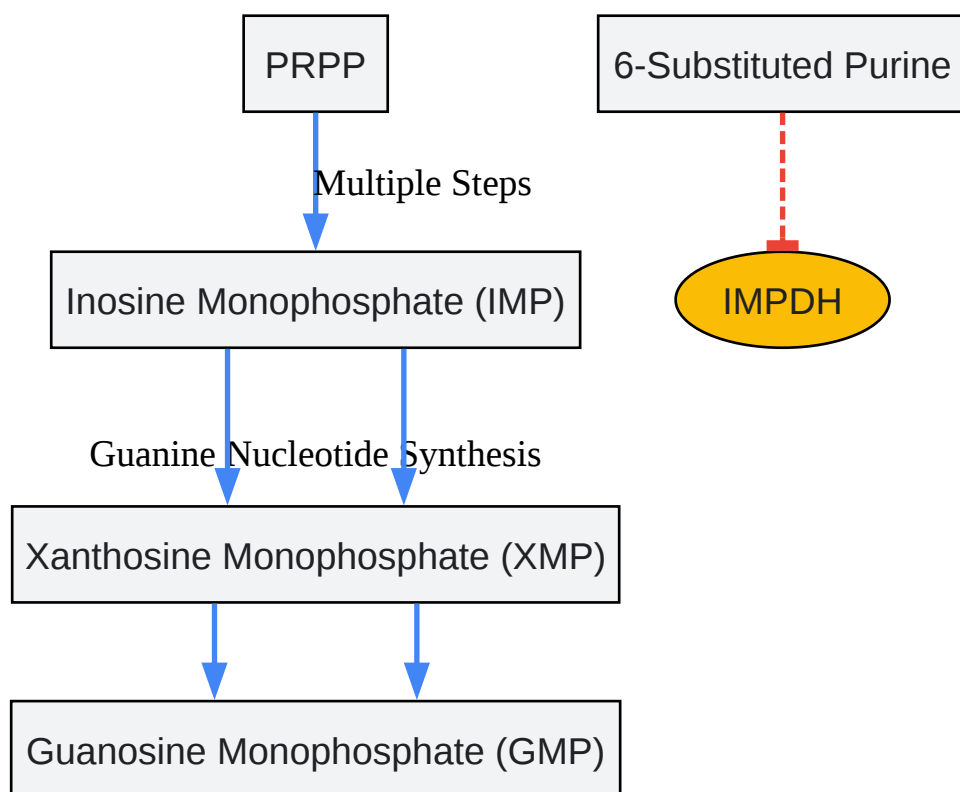 PRPP
6-Substituted Purine
Multiple Steps
Inosine Monophosphate (IMP)
IMPDH
Guanine Nucleotide Synthesis
Xanthosine Monophosphate (XMP)
Guanosine Monophosphate (GMP)